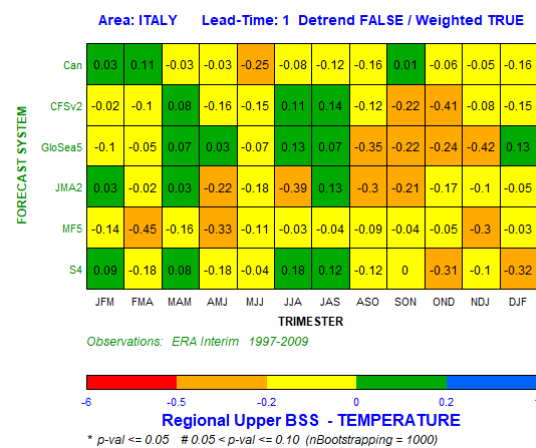 Area: ITALY Lead-Time: 1 Detrend FALSE / Weighted TRUE
FORECAST SYSTEM
Can 0.03 0.11 -0.03 -0.03 -0.25 -0.08 -0.12 -0.16 0.01 -0.06 -0.05 -0.16
CFSv2 -0.02 -0.1 0.08 -0.16 -0.15 0.11 0.14 -0.12 -0.22 -0.41 -0.08 -0.15
GloSea5 -0.1 -0.05 0.07 0.03 -0.07 0.13 0.07 -0.35 -0.22 -0.24 -0.42 0.13
JMA2 0.03 -0.02 0.03 -0.22 -0.18 -0.39 0.13 -0.3 -0.21 -0.17 -0.1 -0.05
MF5 -0.14 -0.45 -0.16 -0.33 -0.11 -0.03 -0.04 -0.09 -0.04 -0.05 -0.3 -0.03
S4 0.09 -0.18 0.08 -0.18 -0.04 0.18 0.12 -0.12 0 -0.31 -0.1 -0.32
JFM FMA MAM AMJ MJJ JJA JAS ASO SON OND NDJ DJF
TRIMESTER
Observations: ERA Interim 1997-2009
-6 -0.5 -0.2 0 0.2
Regional Upper BSS - TEMPERATURE
* p-val <= 0.05 # 0.05 < p-val <= 0.10 (nBootstrapping = 1000)